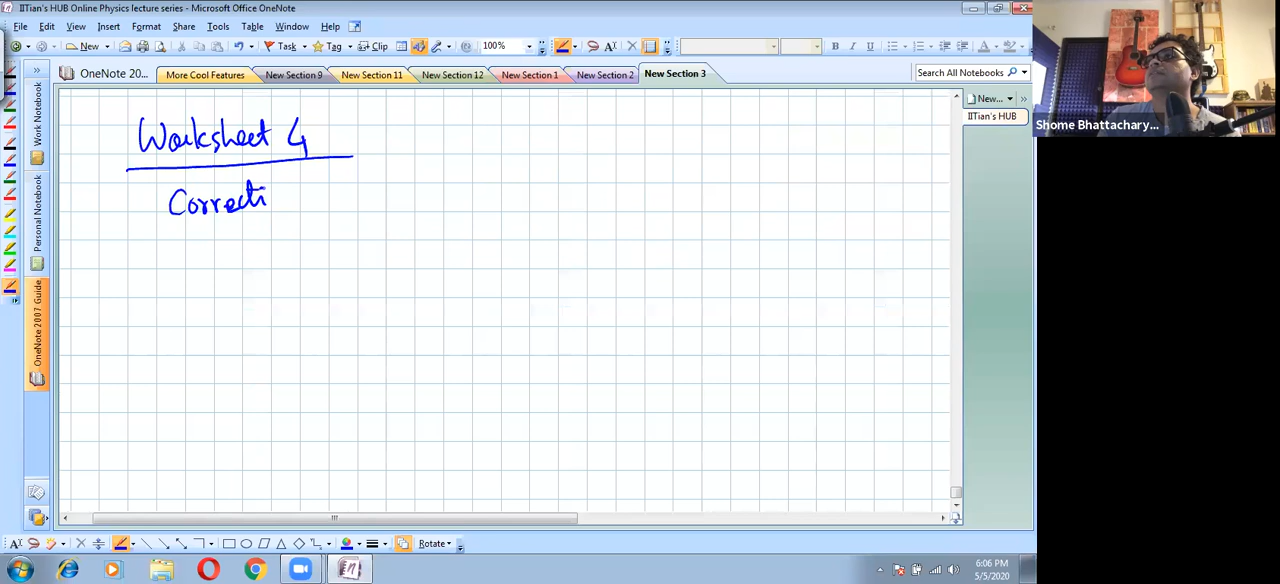 IITian's HUB Online Physics lecture series - Microsoft Office OneNote
File Edit View Insert Format Share Tools Table Window Help
New Task Tag Clip 100% A B I U A
OneNote 20... More Cool Features New Section 9 New Section 11 New Section 12 New Section 1 New Section 2 New Section 3 Search All Notebooks
New...
IITian's HUB
Work Notebook
Personal Notebook
OneNote 2007 Guide
Worksheet 4
Correcti
Shome Bhattachary...
Rotate
6:06 PM
5/5/2020